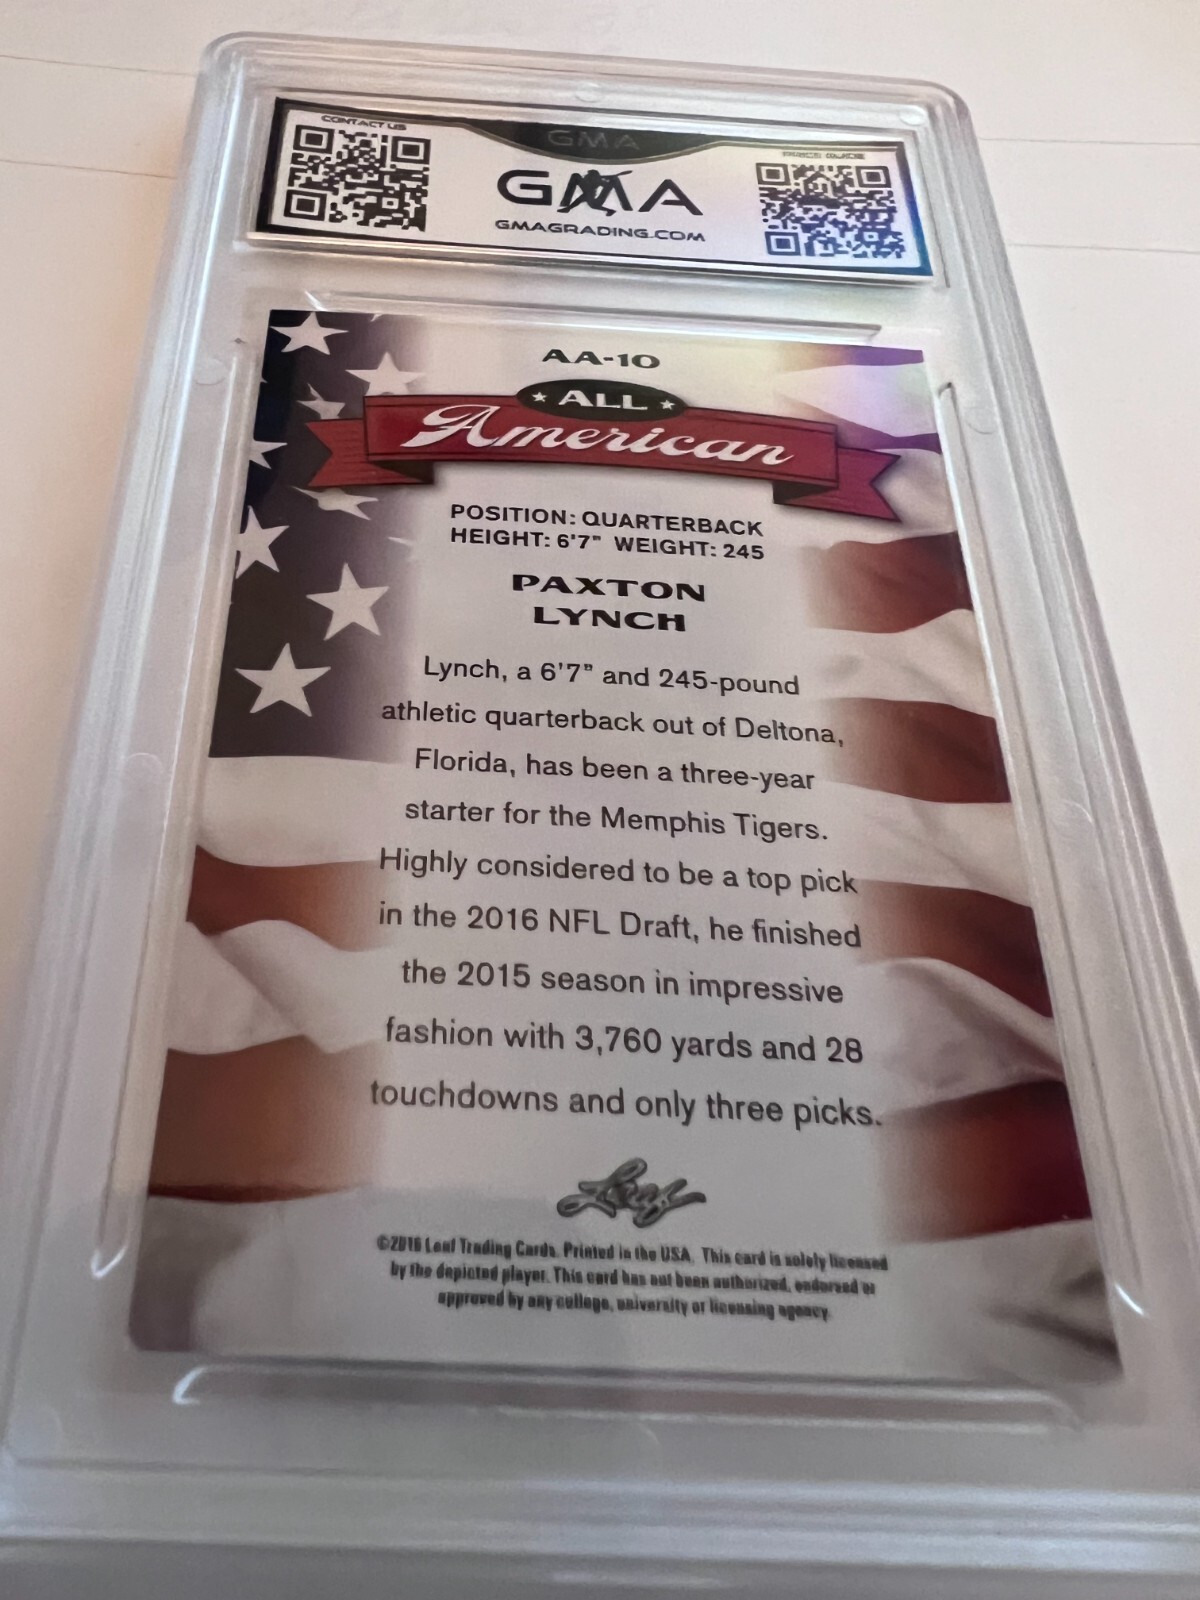 CONTACT US
GMA
GMA
GMAGRADING.COM
AA-10
ALL
American
POSITION: QUARTERBACK
HEIGHT: 6'7" WEIGHT: 245
PAXTON
LYNCH
Lynch, a 6'7" and 245-pound
athletic quarterback out of Deltona,
Florida, has been a three-year
starter for the Memphis Tigers.
Highly considered to be a top pick
in the 2016 NFL Draft, he finished
the 2015 season in impressive
fashion with 3,760 yards and 28
touchdowns and only three picks.
Leaf
©2016 Leaf Trading Cards. Printed in the USA. This card is solely licensed
by the depicted player. This card has not been authorized, endorsed or
approved by any college, university or licensing agency.